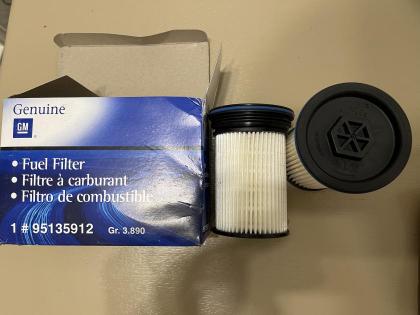 Genuine
GM
• Fuel Filter
• Filtre à carburant
• Filtro de combustible
1 # 95135912 Gr. 3.890